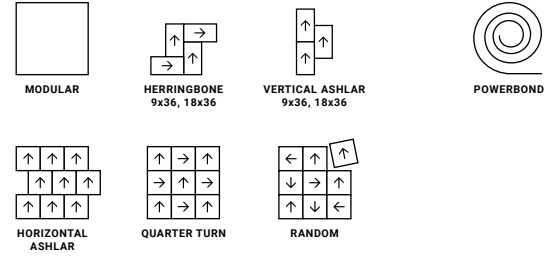 MODULAR
HERRINGBONE
9x36, 18x36
VERTICAL ASHLAR
9x36, 18x36
POWERBOND
HORIZONTAL
ASHLAR
QUARTER TURN
RANDOM